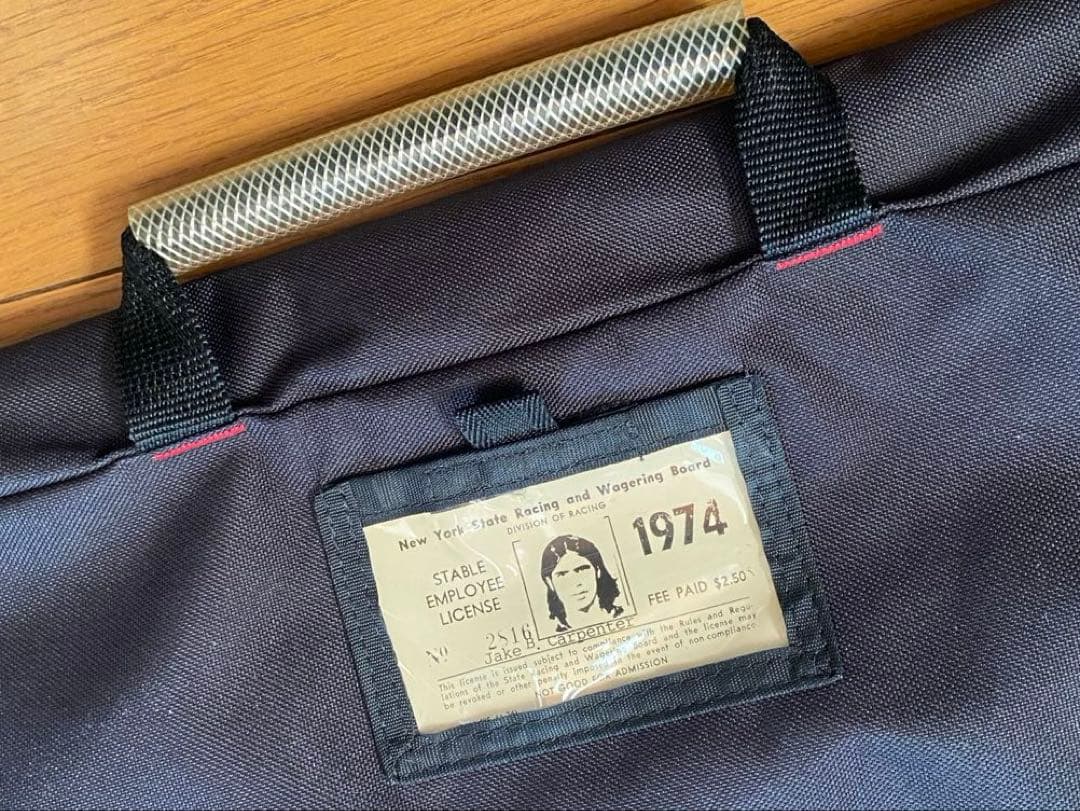 New York State Racing and Wagering Board
DIVISION OF RACING
1974
STABLE
EMPLOYEE
LICENSE
FEE PAID $2.50
Nº 2816
Jake B. Carpenter
This license is issued subject to compliance with the Rules and Regu-
lations of the State Racing and Wagering Board and the license may
be revoked or other penalty imposed in the event of non compliance.
NOT GOOD FOR ADMISSION